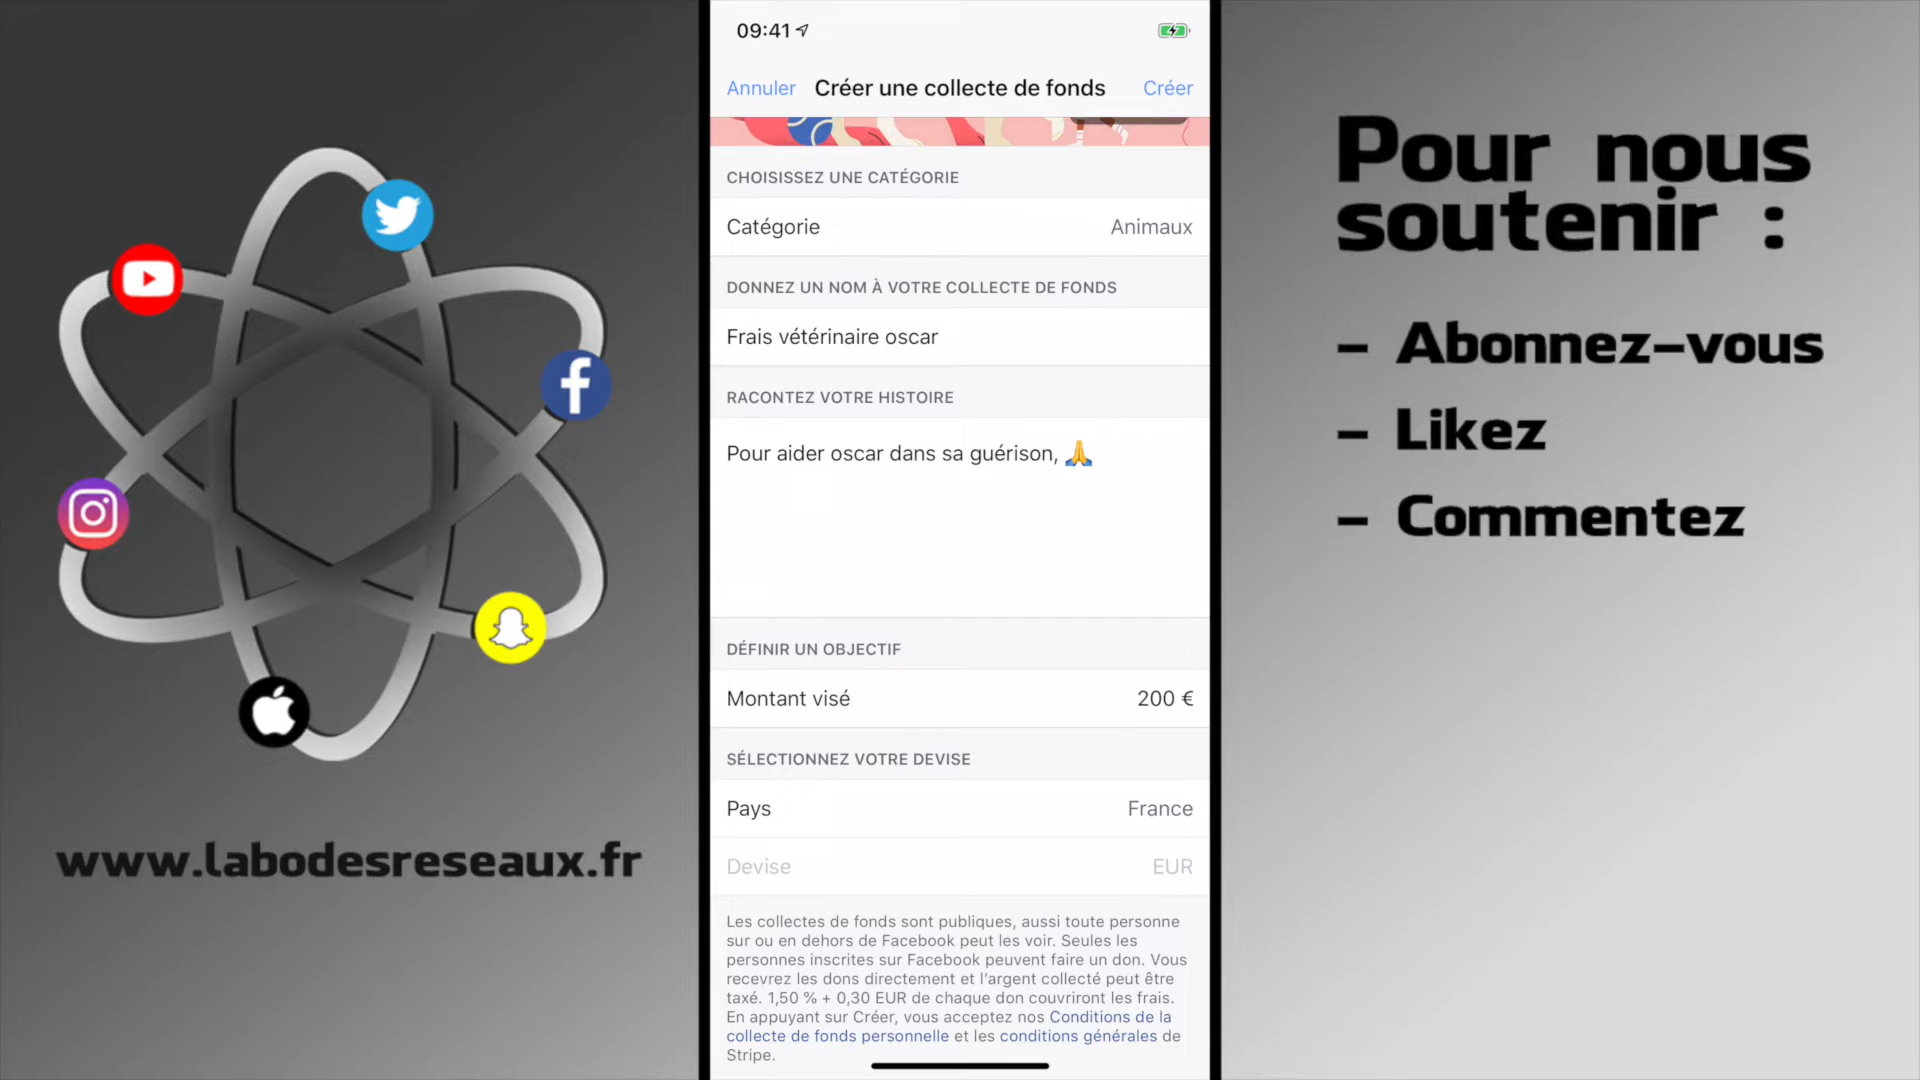 www.labodesreseaux.fr
09:41
Annuler Créer une collecte de fonds Créer
CHOISISSEZ UNE CATÉGORIE
Catégorie Animaux
DONNEZ UN NOM À VOTRE COLLECTE DE FONDS
Frais vétérinaire oscar
RACONTEZ VOTRE HISTOIRE
Pour aider oscar dans sa guérison, 🙏
DÉFINIR UN OBJECTIF
Montant visé 200 €
SÉLECTIONNEZ VOTRE DEVISE
Pays France
Devise EUR
Les collectes de fonds sont publiques, aussi toute personne
sur ou en dehors de Facebook peut les voir. Seules les
personnes inscrites sur Facebook peuvent faire un don. Vous
recevrez les dons directement et l’argent collecté peut être
taxé. 1,50 % + 0,30 EUR de chaque don couvriront les frais.
En appuyant sur Créer, vous acceptez nos Conditions de la
collecte de fonds personnelle et les conditions générales de
Stripe.
Pour nous
soutenir :
- Abonnez-vous
- Likez
- Commentez